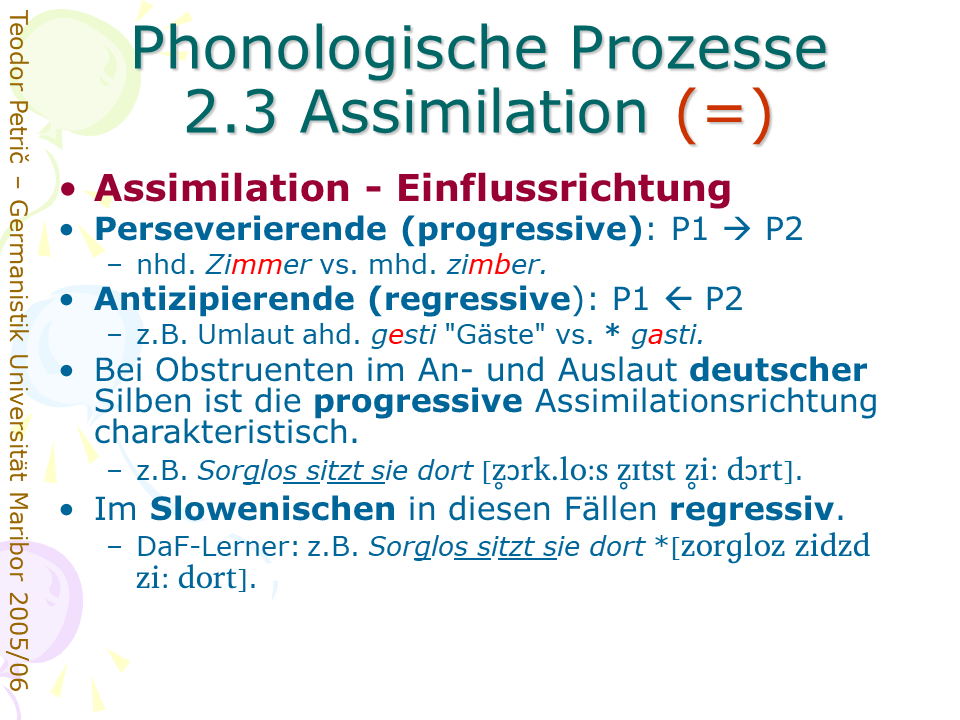 Phonologische Prozesse
2.3 Assimilation (=)
• Assimilation - Einflussrichtung
• Perseverierende (progressive): P1 → P2
– nhd. Zimmer vs. mhd. zimber.
• Antizipierende (regressive): P1 ← P2
– z.B. Umlaut ahd. gesti "Gäste" vs. * gasti.
• Bei Obstruenten im An- und Auslaut deutscher
Silben ist die progressive Assimilationsrichtung
charakteristisch.
– z.B. Sorglos sitzt sie dort [z̥ɔrk.lo:s z̥ɪtst z̥i: dɔrt].
• Im Slowenischen in diesen Fällen regressiv.
– DaF-Lerner: z.B. Sorglos sitzt sie dort *[zorgloz zidzd
zi: dort].
Teodor Petrič – Germanistik Universität Maribor 2005/06